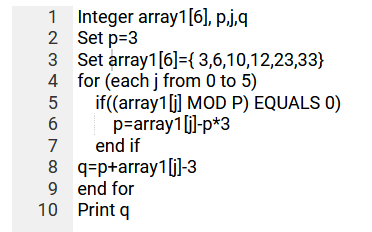 1 Integer array1[6], p,j,q
2 Set p=3
3 Set array1[6]={ 3,6,10,12,23,33}
4 for (each j from 0 to 5)
5 if((array1[j] MOD P) EQUALS 0)
6 p=array1[j]-p*3
7 end if
8 q=p+array1[j]-3
9 end for
10 Print q